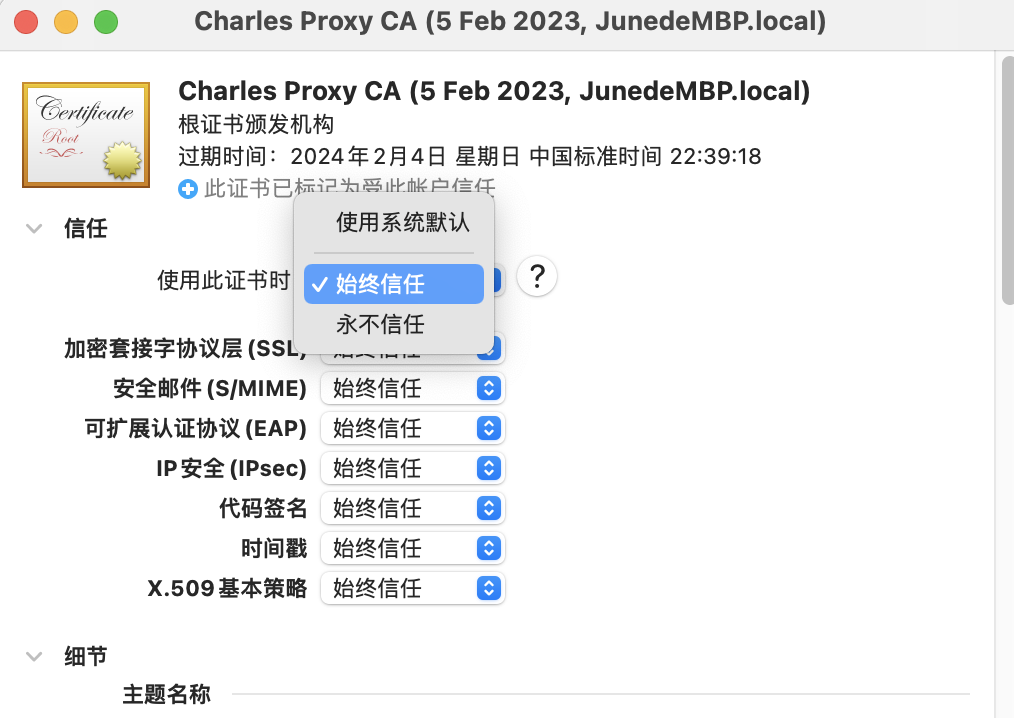 Charles Proxy CA (5 Feb 2023, JunedeMBP.local)
Certificate
Root
Charles Proxy CA (5 Feb 2023, JunedeMBP.local)
根证书颁发机构
过期时间：2024年2月4日 星期日 中国标准时间 22:39:18
此证书已标记为受此帐户信任
信任
使用系统默认
使用此证书时
✓ 始终信任
?
永不信任
加密套接字协议层 (SSL) 始终信任
安全邮件 (S/MIME) 始终信任
可扩展认证协议 (EAP) 始终信任
IP 安全 (IPsec) 始终信任
代码签名 始终信任
时间戳 始终信任
X.509 基本策略 始终信任
细节
主题名称